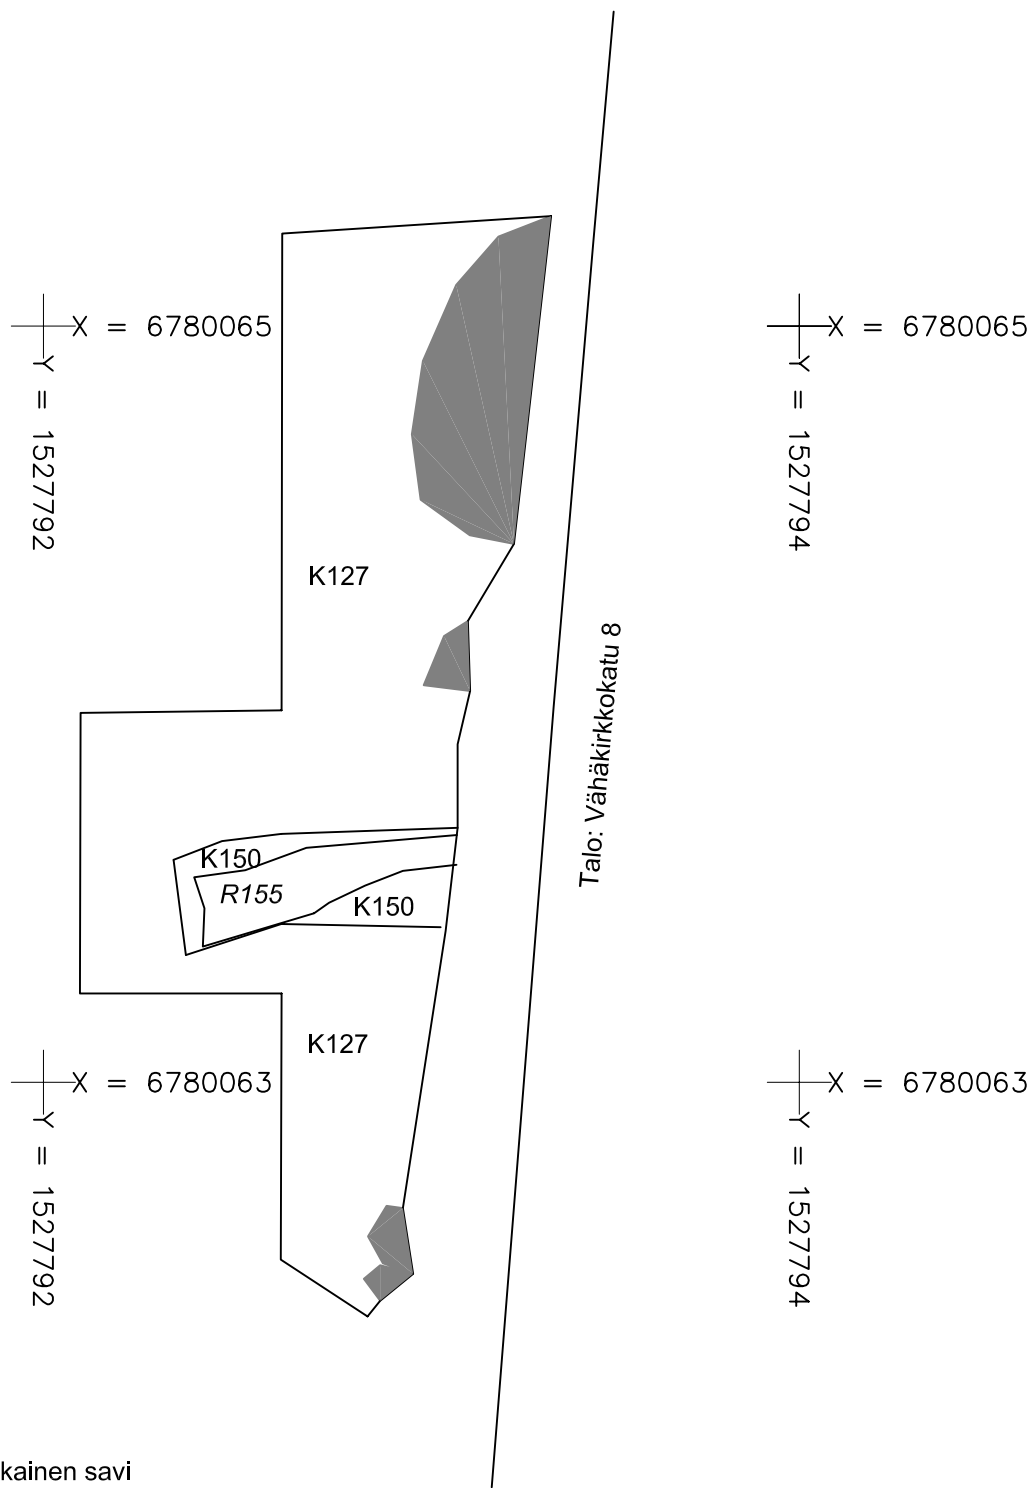 X = 6780065
Y = 1527792
X = 6780065
Y = 1527794
K127
Talo: Vähäkirkkokatu 8
K150
R155
K150
K127
X = 6780063
Y = 1527792
X = 6780063
Y = 1527794
kainen savi